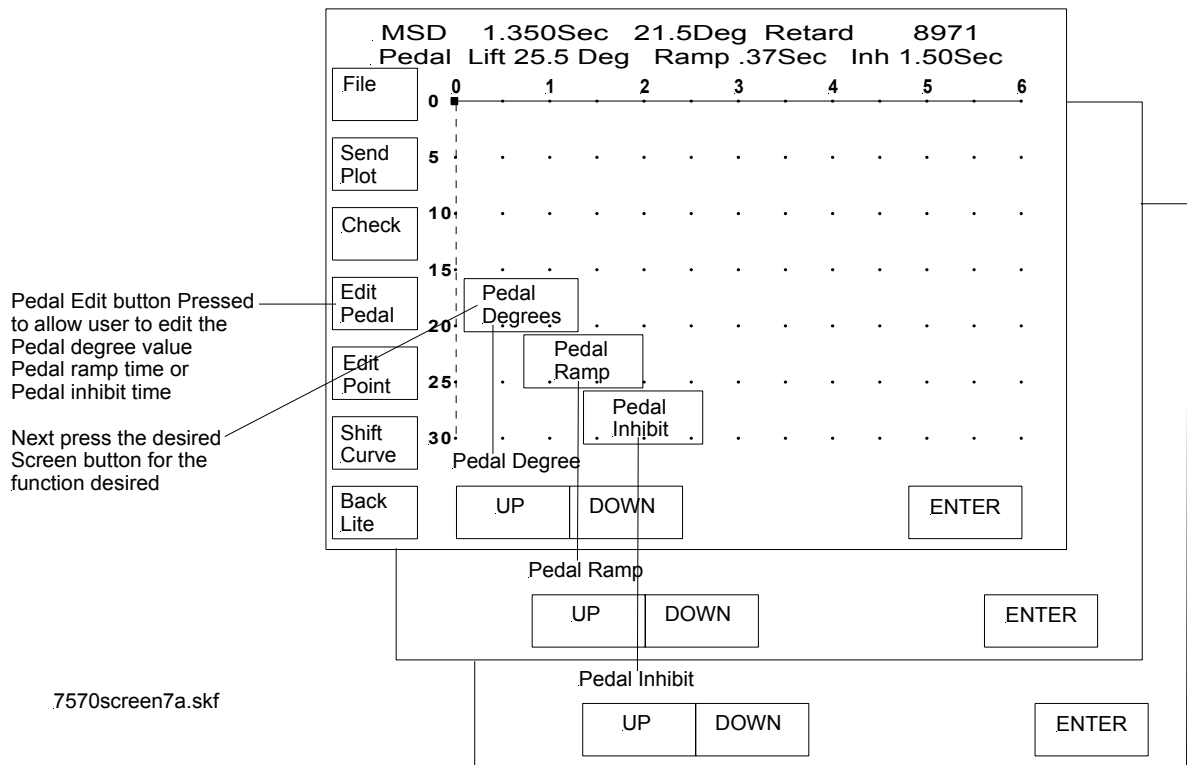 MSD 1.350Sec 21.5Deg Retard 8971
Pedal Lift 25.5 Deg Ramp .37Sec Inh 1.50Sec
File
0 1 2 3 4 5 6
0
Send
Plot
5
Check
10
15
Edit
Pedal
20
Edit
Point
25
Shift
Curve
30
Back
Lite
Pedal
Degrees
Pedal
Ramp
Pedal
Inhibit
Pedal Edit button Pressed
to allow user to edit the
Pedal degree value
Pedal ramp time or
Pedal inhibit time
Next press the desired
Screen button for the
function desired
Pedal Degree
UP DOWN ENTER
Pedal Ramp
UP DOWN ENTER
Pedal Inhibit
UP DOWN ENTER
7570screen7a.skf